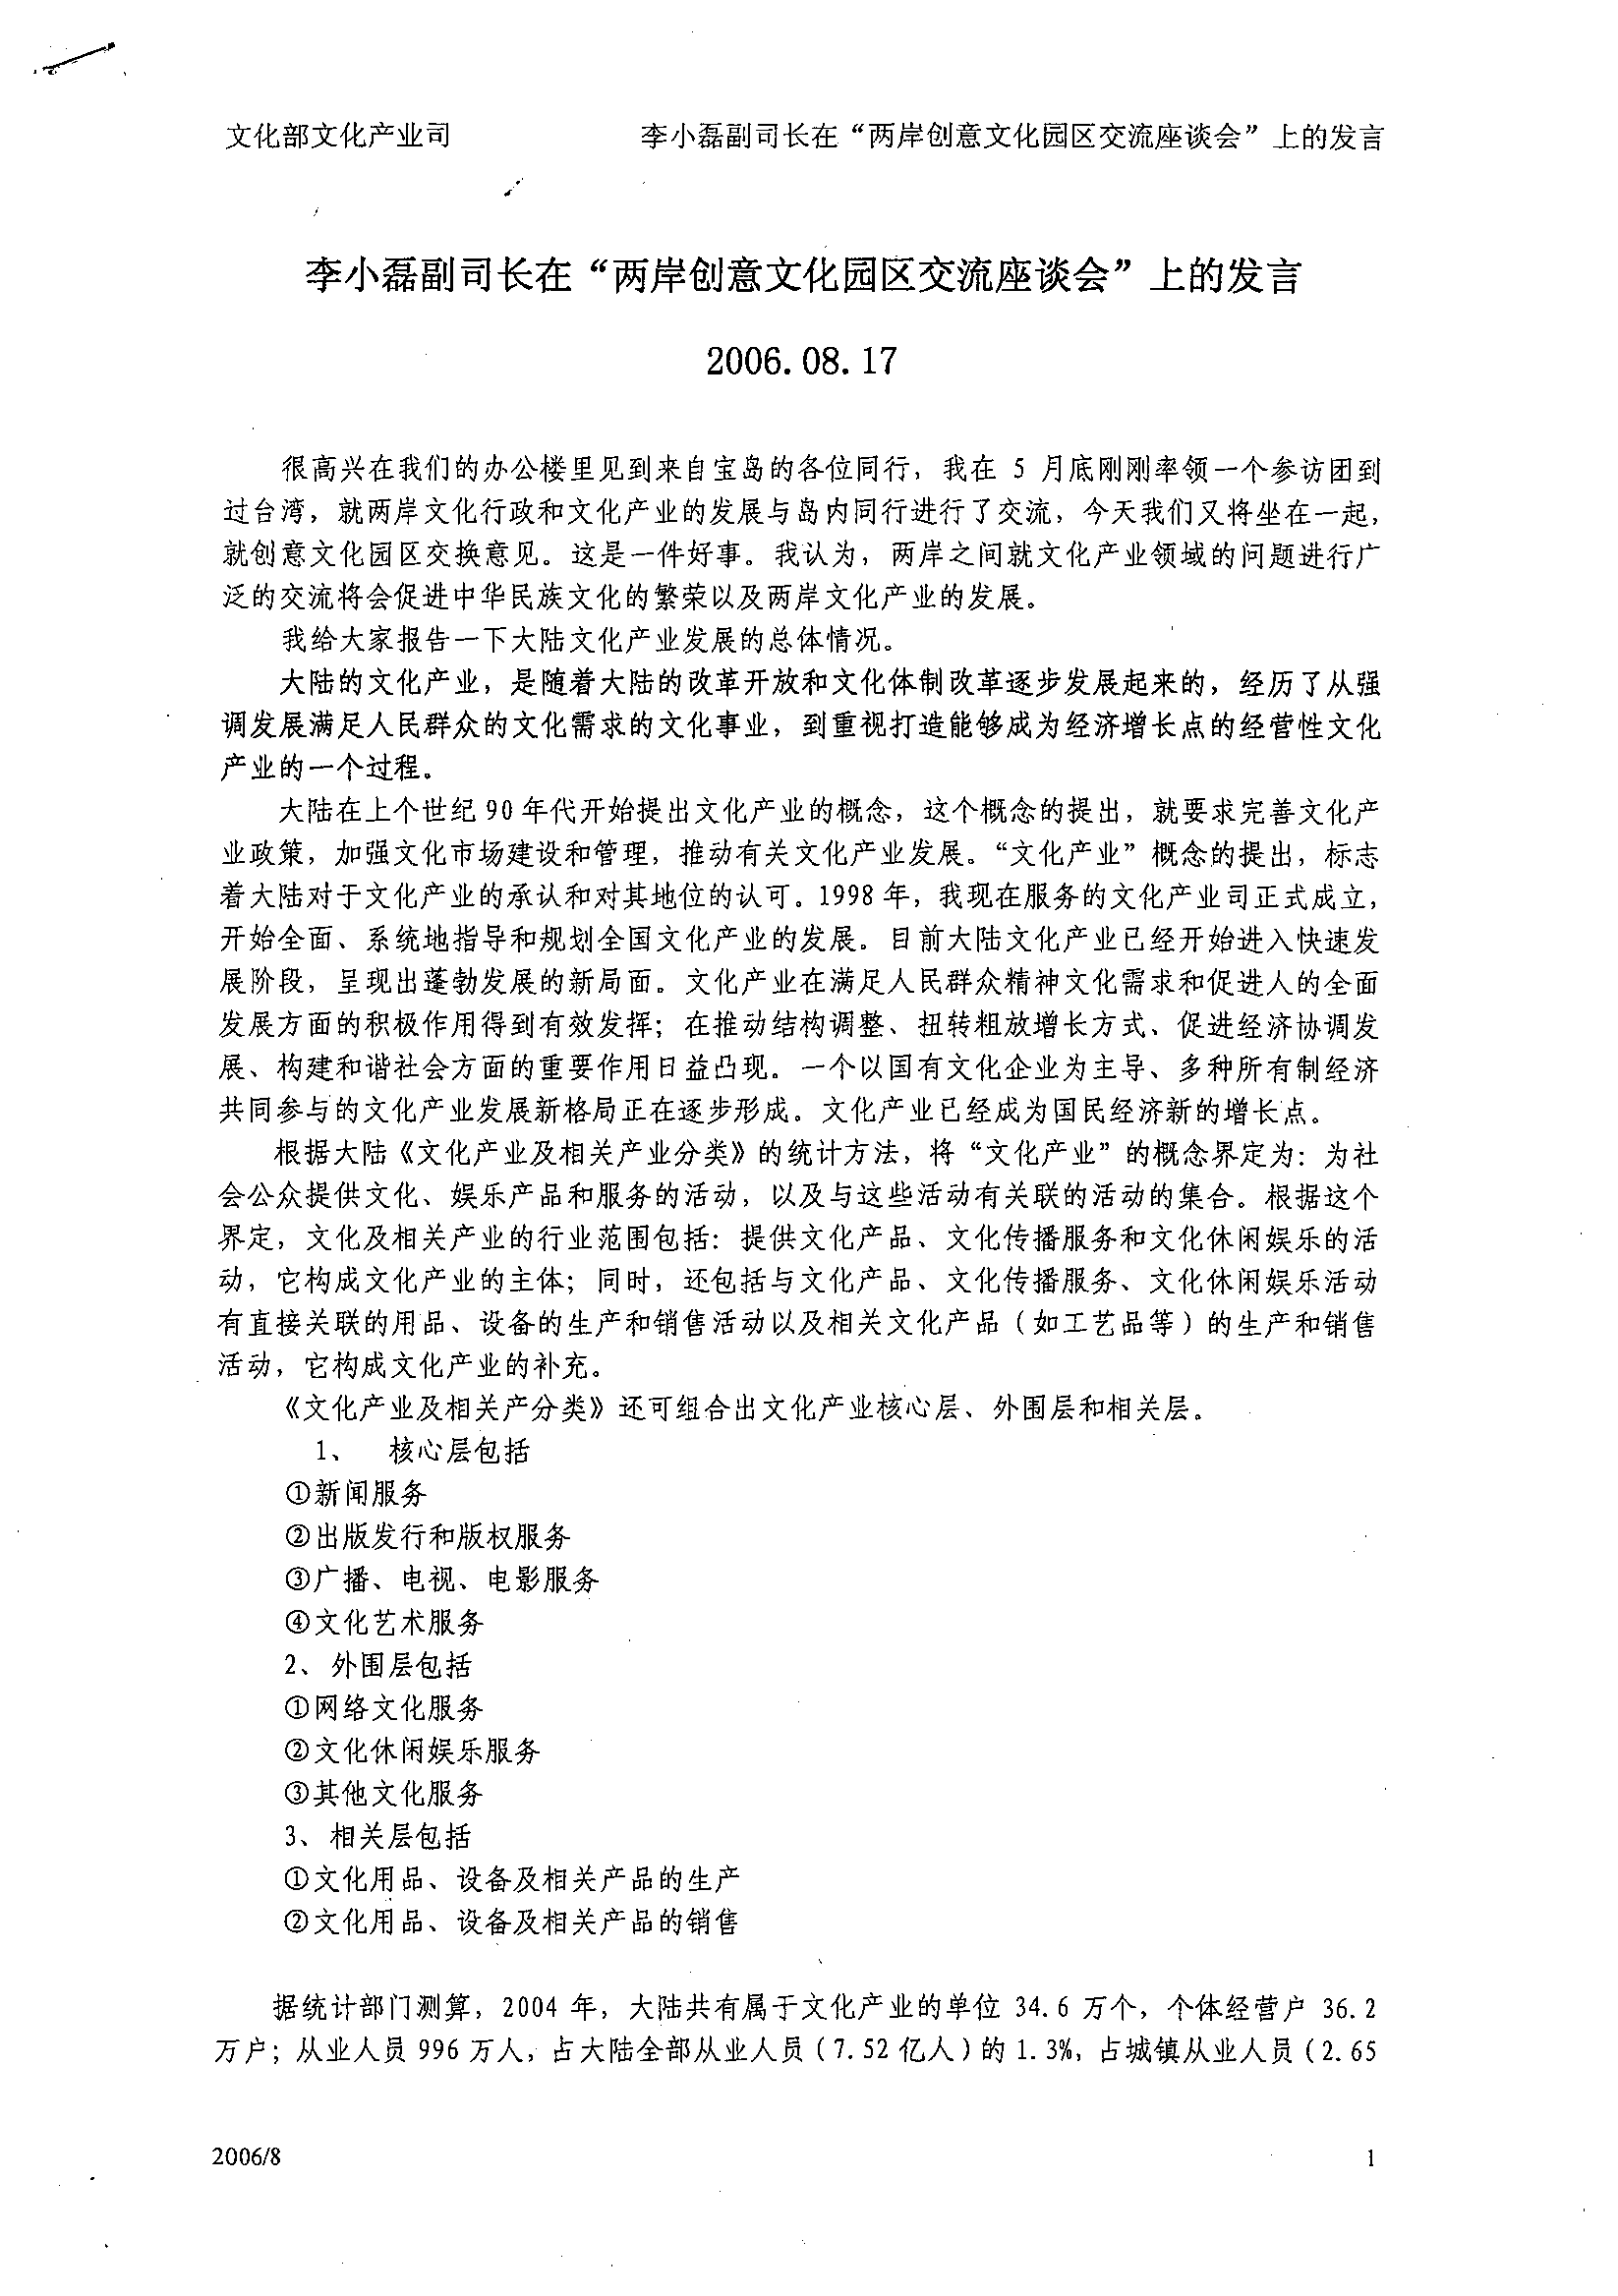 文化部文化产业司 李小磊副司长在“两岸创意文化园区交流座谈会”上的发言
李小磊副司长在“两岸创意文化园区交流座谈会”上的发言
2006.08.17
很高兴在我们的办公楼里见到来自宝岛的各位同行，我在 5 月底刚刚率领一个参访团到
过台湾，就两岸文化行政和文化产业的发展与岛内同行进行了交流，今天我们又将坐在一起，
就创意文化园区交换意见。这是一件好事。我认为，两岸之间就文化产业领域的问题进行广
泛的交流将会促进中华民族文化的繁荣以及两岸文化产业的发展。
我给大家报告一下大陆文化产业发展的总体情况。
大陆的文化产业，是随着大陆的改革开放和文化体制改革逐步发展起来的，经历了从强
调发展满足人民群众的文化需求的文化事业，到重视打造能够成为经济增长点的经营性文化
产业的一个过程。
大陆在上个世纪 90 年代开始提出文化产业的概念，这个概念的提出，就要求完善文化产
业政策，加强文化市场建设和管理，推动有关文化产业发展。“文化产业”概念的提出，标志
着大陆对于文化产业的承认和对其地位的认可。1998 年，我现在服务的文化产业司正式成立，
开始全面、系统地指导和规划全国文化产业的发展。目前大陆文化产业已经开始进入快速发
展阶段，呈现出蓬勃发展的新局面。文化产业在满足人民群众精神文化需求和促进人的全面
发展方面的积极作用得到有效发挥；在推动结构调整、扭转粗放增长方式、促进经济协调发
展、构建和谐社会方面的重要作用日益凸现。一个以国有文化企业为主导、多种所有制经济
共同参与的文化产业发展新格局正在逐步形成。文化产业已经成为国民经济新的增长点。
根据大陆《文化产业及相关产业分类》的统计方法，将“文化产业”的概念界定为：为社
会公众提供文化、娱乐产品和服务的活动，以及与这些活动有关联的活动的集合。根据这个
界定，文化及相关产业的行业范围包括：提供文化产品、文化传播服务和文化休闲娱乐的活
动，它构成文化产业的主体；同时，还包括与文化产品、文化传播服务、文化休闲娱乐活动
有直接关联的用品、设备的生产和销售活动以及相关文化产品（如工艺品等）的生产和销售
活动，它构成文化产业的补充。
《文化产业及相关产分类》还可组合出文化产业核心层、外围层和相关层。
1、 核心层包括
①新闻服务
②出版发行和版权服务
③广播、电视、电影服务
④文化艺术服务
2、外围层包括
①网络文化服务
②文化休闲娱乐服务
③其他文化服务
3、相关层包括
①文化用品、设备及相关产品的生产
②文化用品、设备及相关产品的销售
据统计部门测算，2004 年，大陆共有属于文化产业的单位 34.6 万个，个体经营户 36.2
万户；从业人员 996 万人，占大陆全部从业人员（7.52 亿人）的 1.3%，占城镇从业人员（2.65
2006/8 1